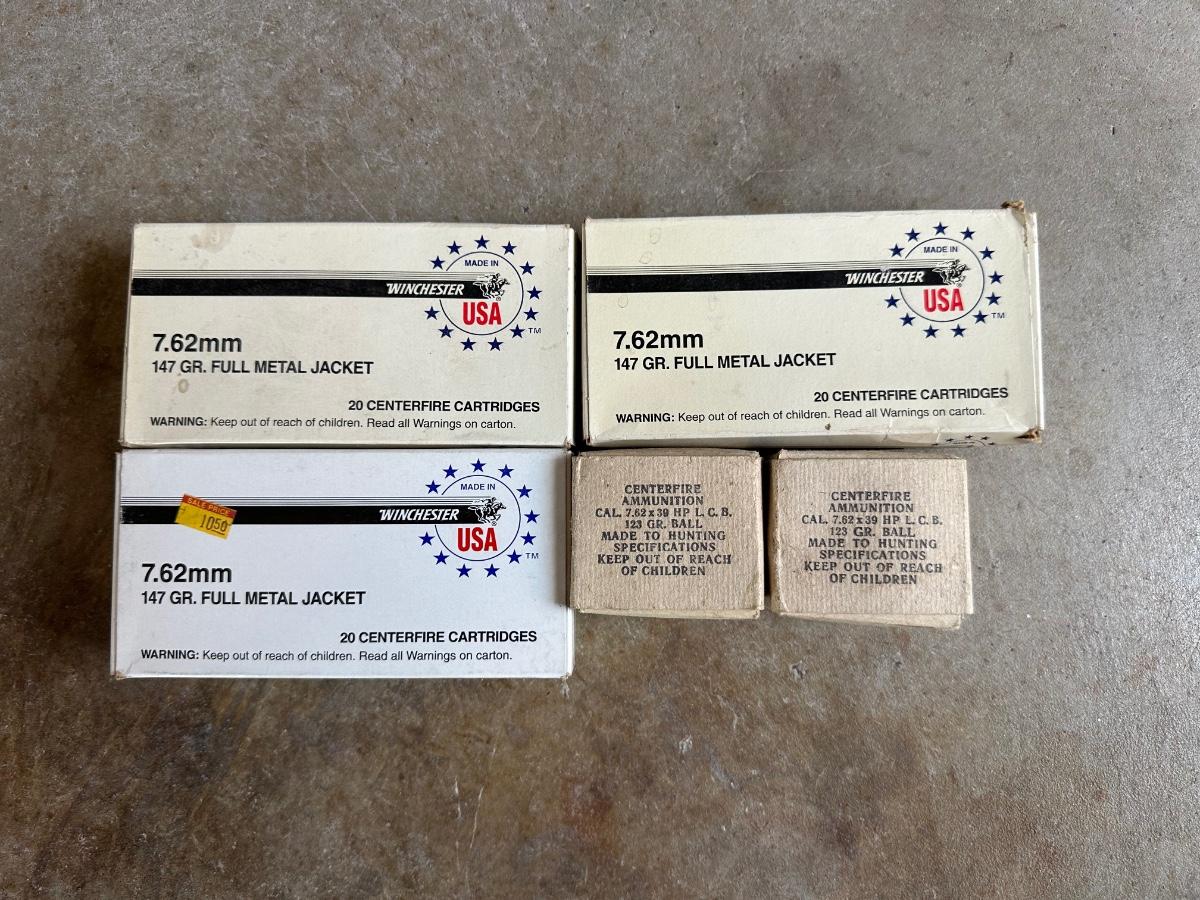 MADE IN
WINCHESTER
®
USA
TM
7.62mm
147 GR. FULL METAL JACKET
20 CENTERFIRE CARTRIDGES
WARNING: Keep out of reach of children. Read all Warnings on carton.
MADE IN
WINCHESTER
®
USA
TM
7.62mm
147 GR. FULL METAL JACKET
20 CENTERFIRE CARTRIDGES
WARNING: Keep out of reach of children. Read all Warnings on carton.
MADE IN
SALE PRICE
1050
WINCHESTER
®
USA
TM
7.62mm
147 GR. FULL METAL JACKET
20 CENTERFIRE CARTRIDGES
WARNING: Keep out of reach of children. Read all Warnings on carton.
CENTERFIRE
AMMUNITION
CAL. 7.62 x 39 HP L. C. B.
123 GR. BALL
MADE TO HUNTING
SPECIFICATIONS
KEEP OUT OF REACH
OF CHILDREN
CENTERFIRE
AMMUNITION
CAL. 7.62 x 39 HP L. C. B.
123 GR. BALL
MADE TO HUNTING
SPECIFICATIONS
KEEP OUT OF REACH
OF CHILDREN